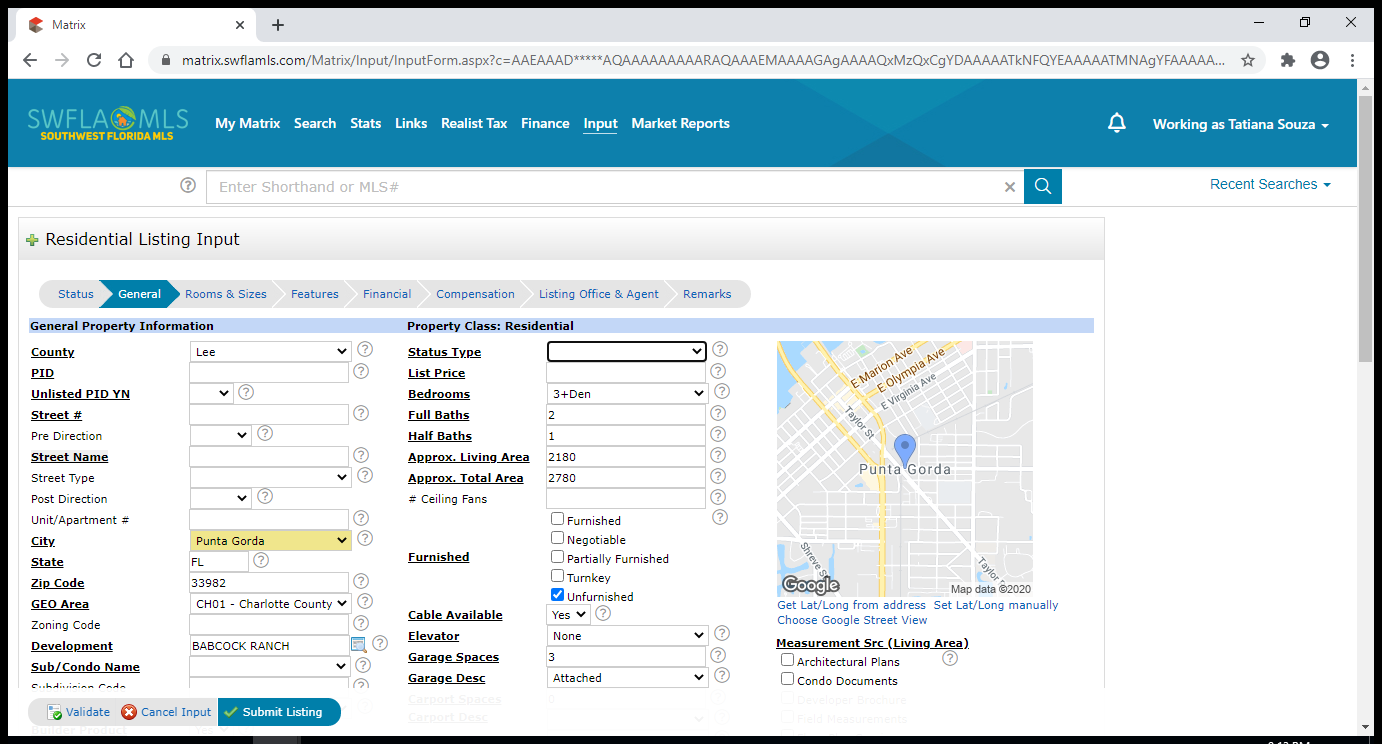 Matrix
matrix.swflamls.com/Matrix/Input/InputForm.aspx?c=AAEAAAD*****AQAAAAAAAAARAQAAAEMAAAAGAgAAAAQxMzQxCgYDAAAAATkNFQYEAAAAATMNAgYFAAAAA...
SWFLA MLS
SOUTHWEST FLORIDA MLS
My Matrix Search Stats Links Realist Tax Finance Input Market Reports
Working as Tatiana Souza
Enter Shorthand or MLS#
Recent Searches
Residential Listing Input
Status General Rooms & Sizes Features Financial Compensation Listing Office & Agent Remarks
General Property Information
County Lee
PID
Unlisted PID YN
Street #
Pre Direction
Street Name
Street Type
Post Direction
Unit/Apartment #
City Punta Gorda
State FL
Zip Code 33982
GEO Area CH01 - Charlotte County
Zoning Code
Development BABCOCK RANCH
Sub/Condo Name
Subdivision Code
Builder Product
Property Class: Residential
Status Type
List Price
Bedrooms 3+Den
Full Baths 2
Half Baths 1
Approx. Living Area 2180
Approx. Total Area 2780
# Ceiling Fans
Furnished
Furnished
Negotiable
Partially Furnished
Turnkey
Unfurnished
Cable Available Yes
Elevator None
Garage Spaces 3
Garage Desc Attached
Carport Spaces 0
Carport Desc
E Marion Ave
E Olympia Ave
E Virginia Ave
Taylor St
Punta Gorda
Shreve St
Taylor Rd
Google
Map data ©2020
Get Lat/Long from address Set Lat/Long manually
Choose Google Street View
Measurement Src (Living Area)
Architectural Plans
Condo Documents
Developer Brochure
Field Measurements
Validate Cancel Input Submit Listing